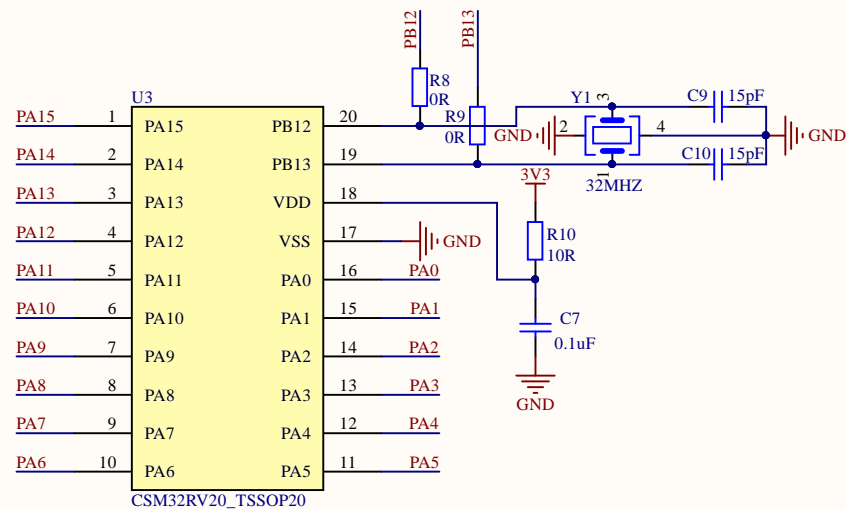 PB12
PB13
R8
0R
R9
0R
U3
Y1
3
C9
15pF
PA15 1 PA15 PB12 20
GND 2 4 GND
PA14 2 PA14 PB13 19
C10 15pF
1
32MHZ
3V3
PA13 3 PA13 VDD 18
PA12 4 PA12 VSS 17 GND
R10
10R
PA11 5 PA11 PA0 16 PA0
PA10 6 PA10 PA1 15 PA1
C7
0.1uF
PA9 7 PA9 PA2 14 PA2
PA8 8 PA8 PA3 13 PA3
GND
PA7 9 PA7 PA4 12 PA4
PA6 10 PA6 PA5 11 PA5
CSM32RV20_TSSOP20